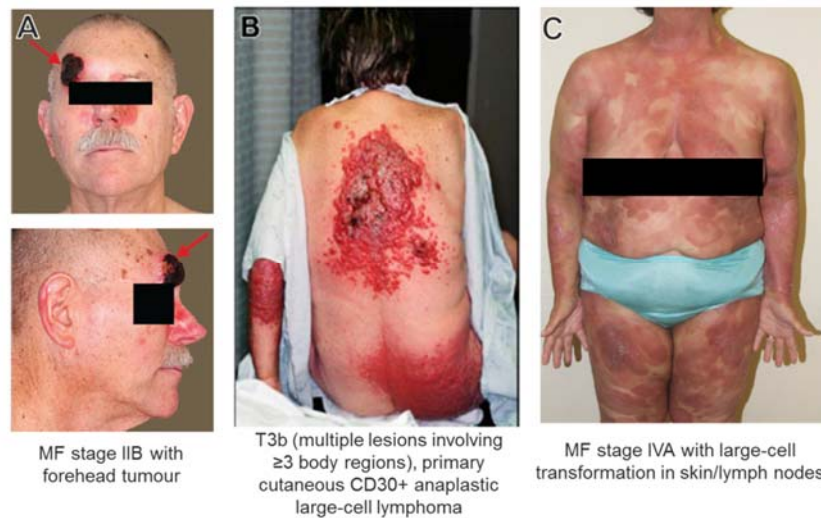 A
B
C
MF stage IIB with
forehead tumour
T3b (multiple lesions involving
≥3 body regions), primary
cutaneous CD30+ anaplastic
large-cell lymphoma
MF stage IVA with large-cell
transformation in skin/lymph nodes